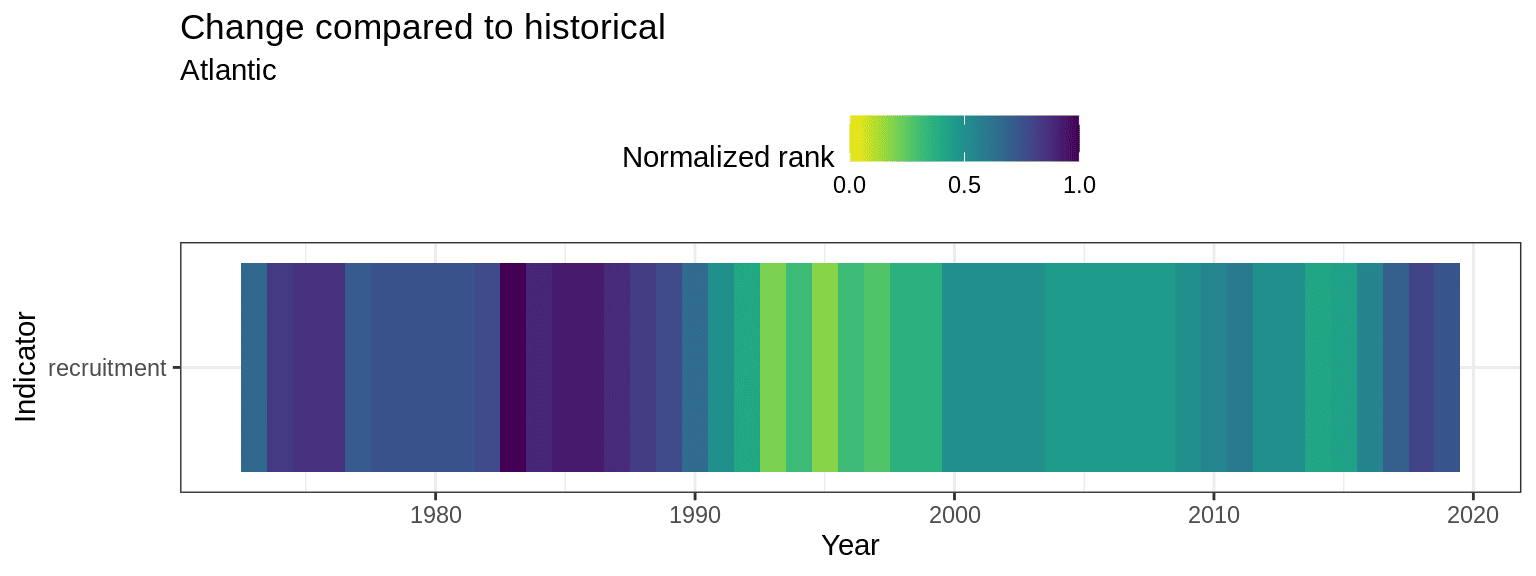 Change compared to historical
Atlantic
Normalized rank
0.0 0.5 1.0
Indicator
recruitment
1980 1990 2000 2010 2020
Year